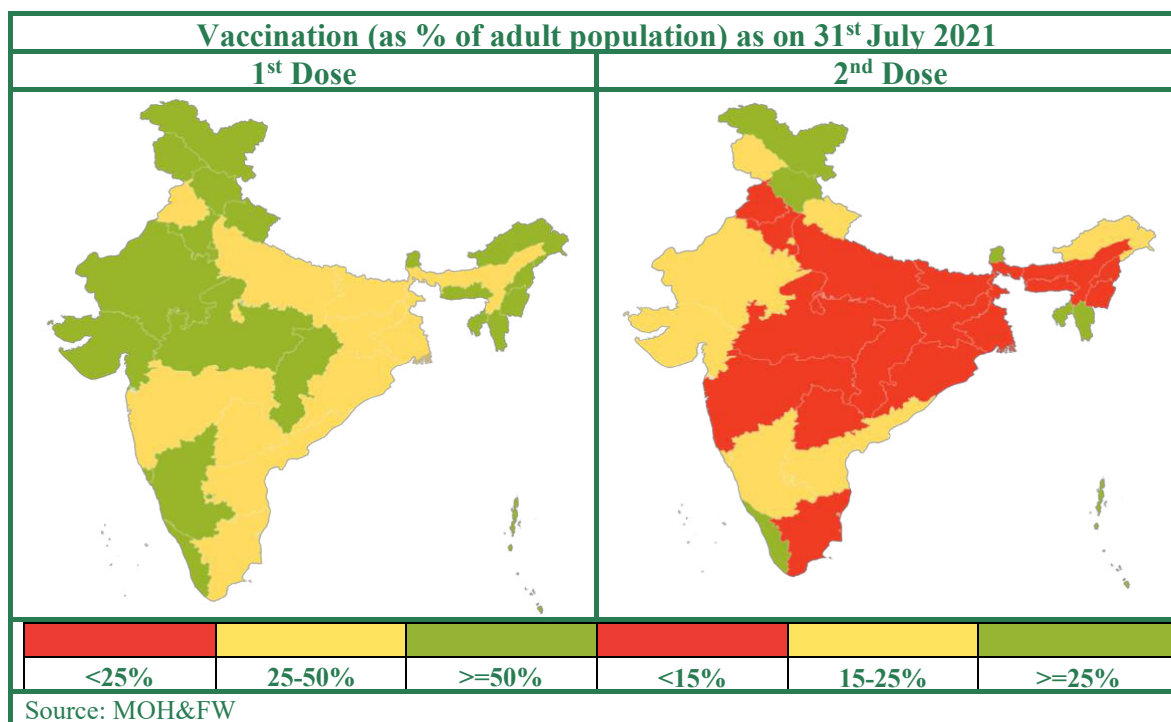 Vaccination (as % of adult population) as on 31st July 2021
1st Dose
2nd Dose
<25%
25-50%
>=50%
<15%
15-25%
>=25%
Source: MOH&FW